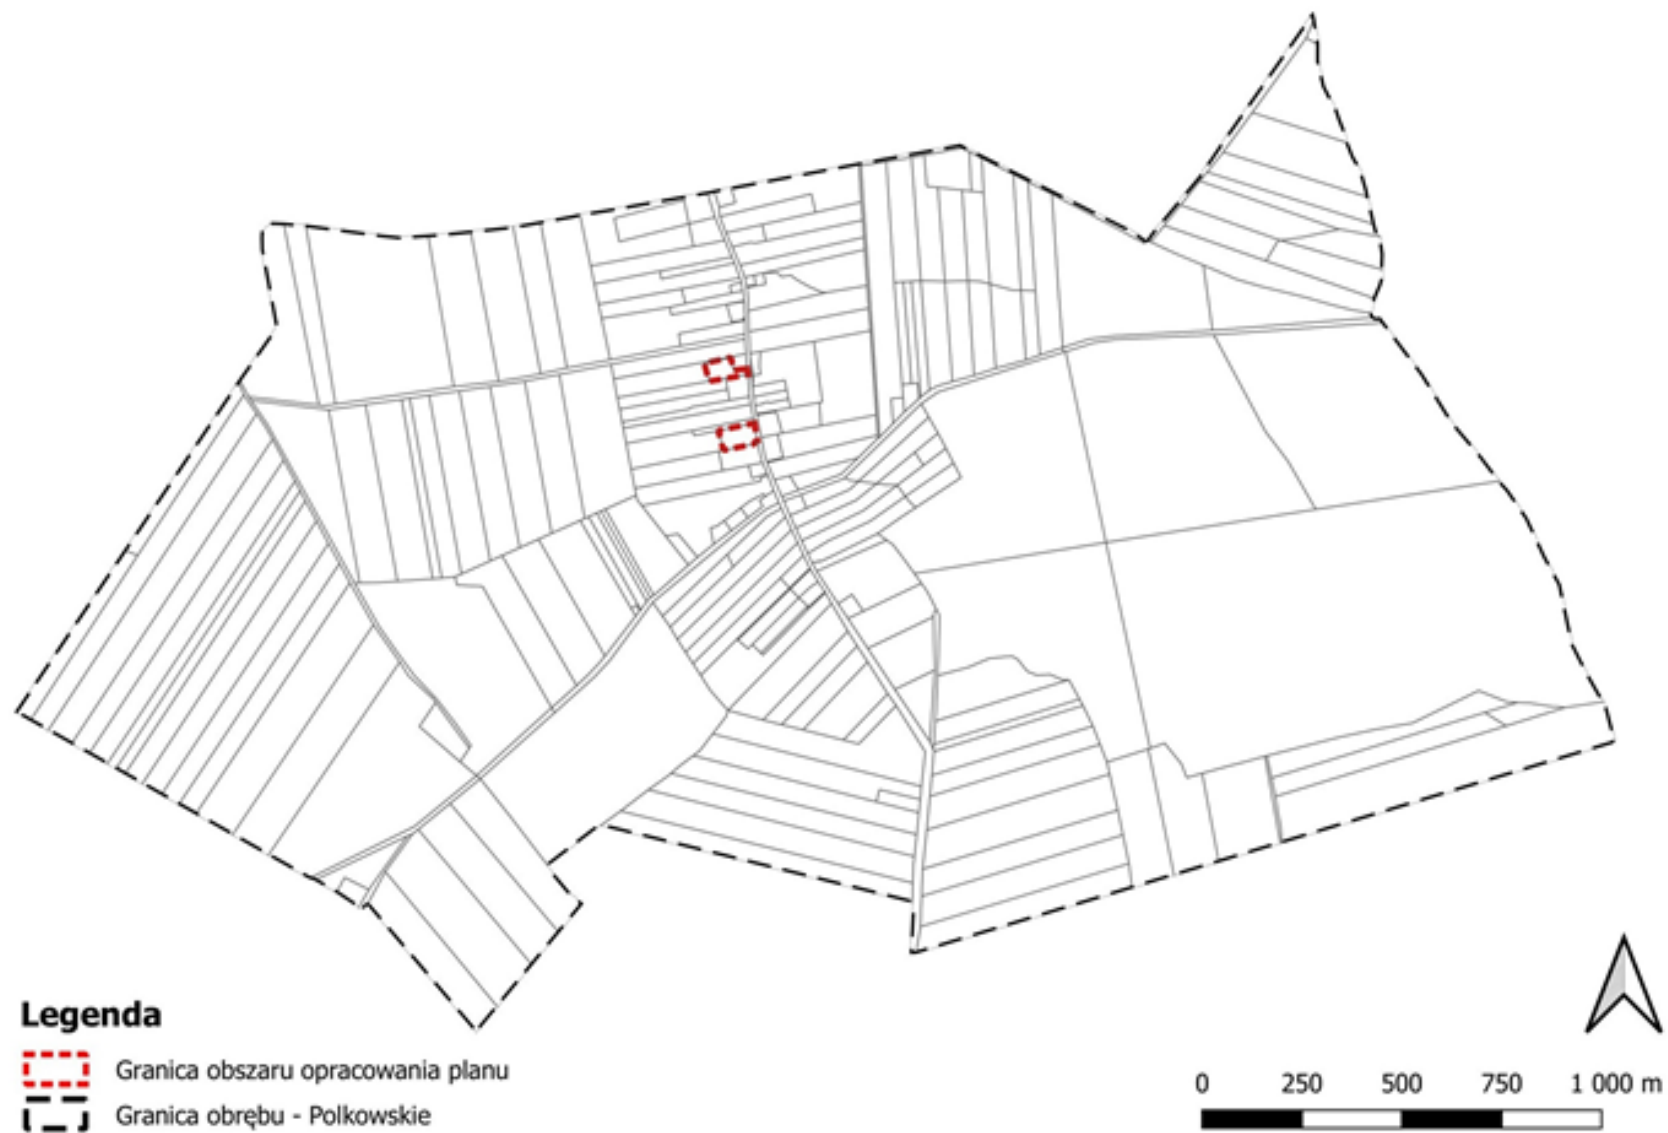 Legenda
Granica obszaru opracowania planu
Granica obrębu - Polkowskie
0 250 500 750 1 000 m